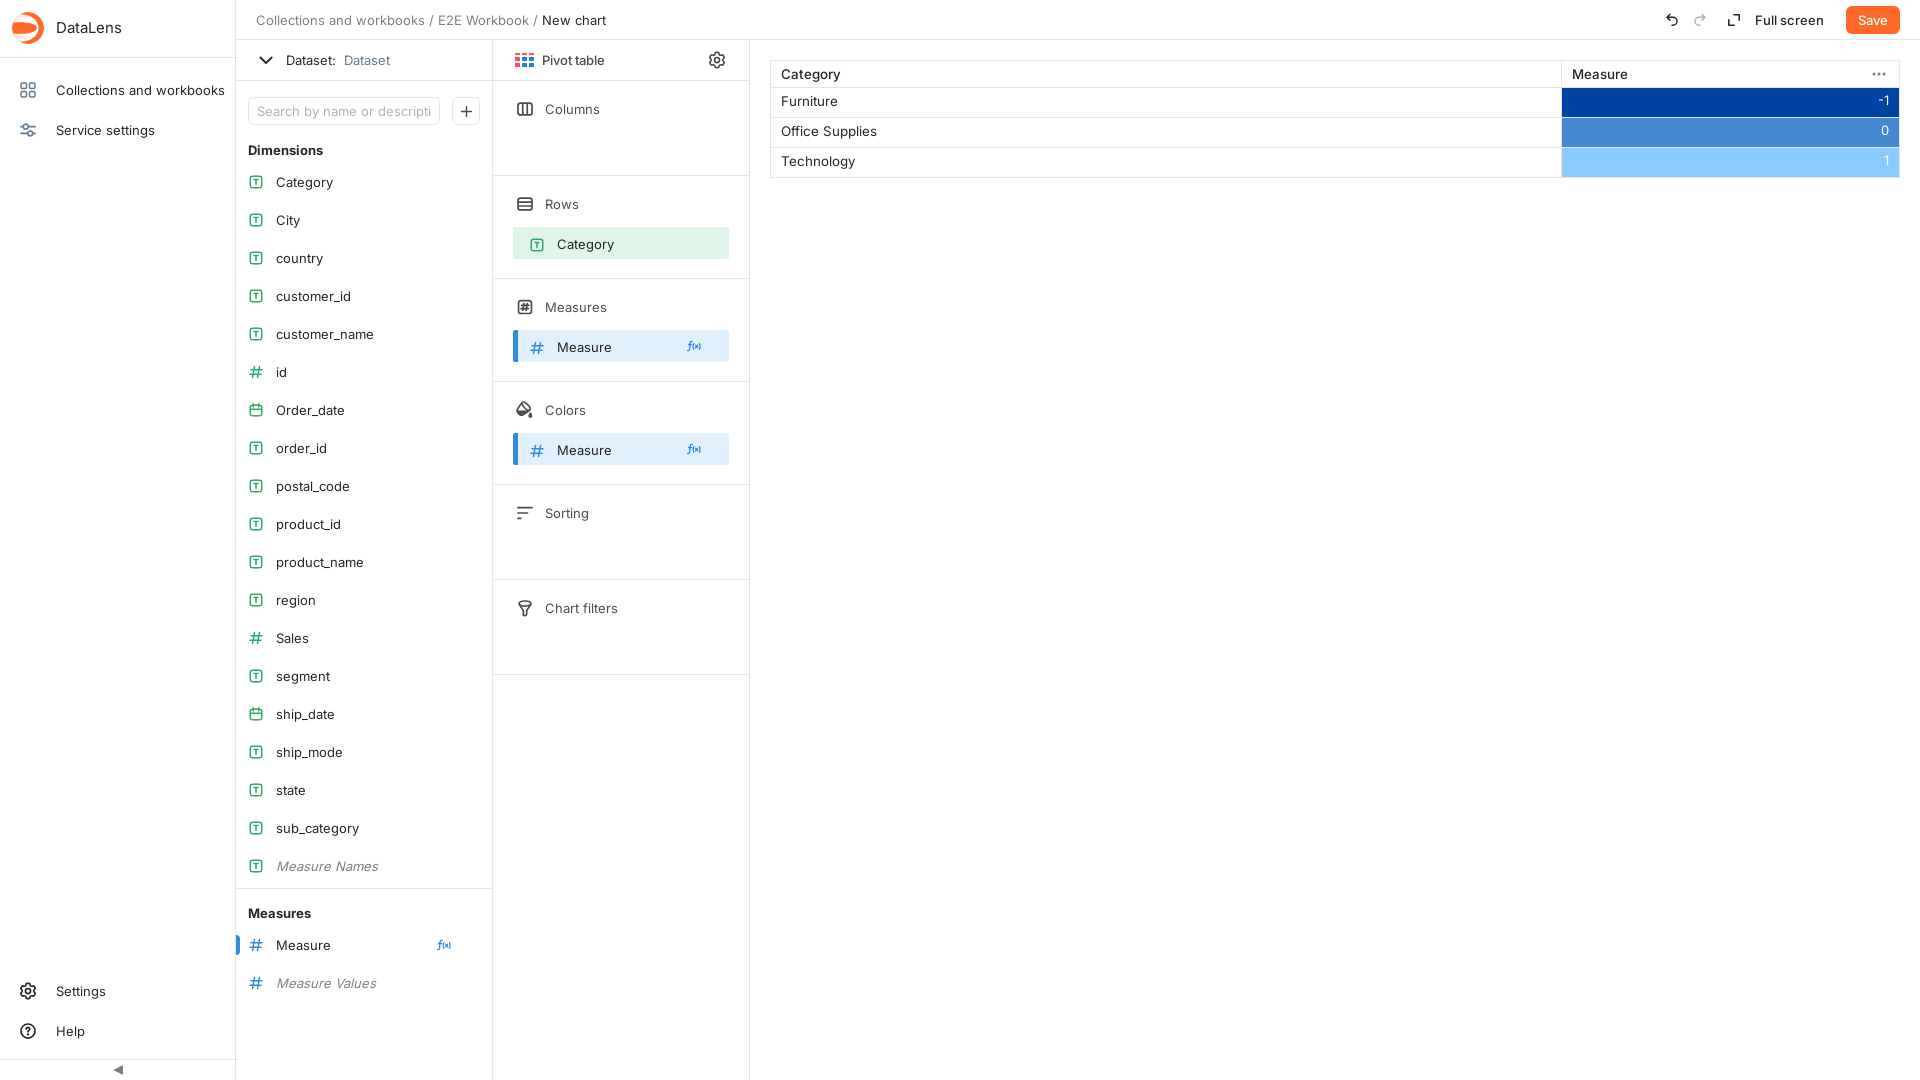 DataLens
Collections and workbooks
Service settings
Settings
Help
Collections and workbooks / E2E Workbook / New chart
Full screen
Save
Dataset: Dataset
Search by name or descripti
Dimensions
Category
City
country
customer_id
customer_name
id
Order_date
order_id
postal_code
product_id
product_name
region
Sales
segment
ship_date
ship_mode
state
sub_category
Measure Names
Measures
Measure
Measure Values
Pivot table
Columns
Rows
Category
Measures
Measure
Colors
Measure
Sorting
Chart filters
Category Measure
Furniture -1
Office Supplies 0
Technology 1